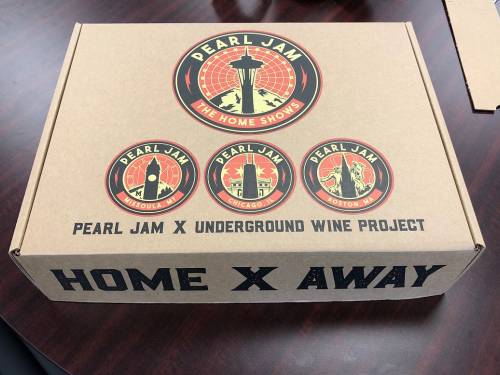 PEARL JAM
THE HOME SHOWS
PEARL JAM
MISSOULA, MT
PEARL JAM
CHICAGO, IL
PEARL JAM
BOSTON, MA
PEARL JAM X UNDERGROUND WINE PROJECT
HOME X AWAY